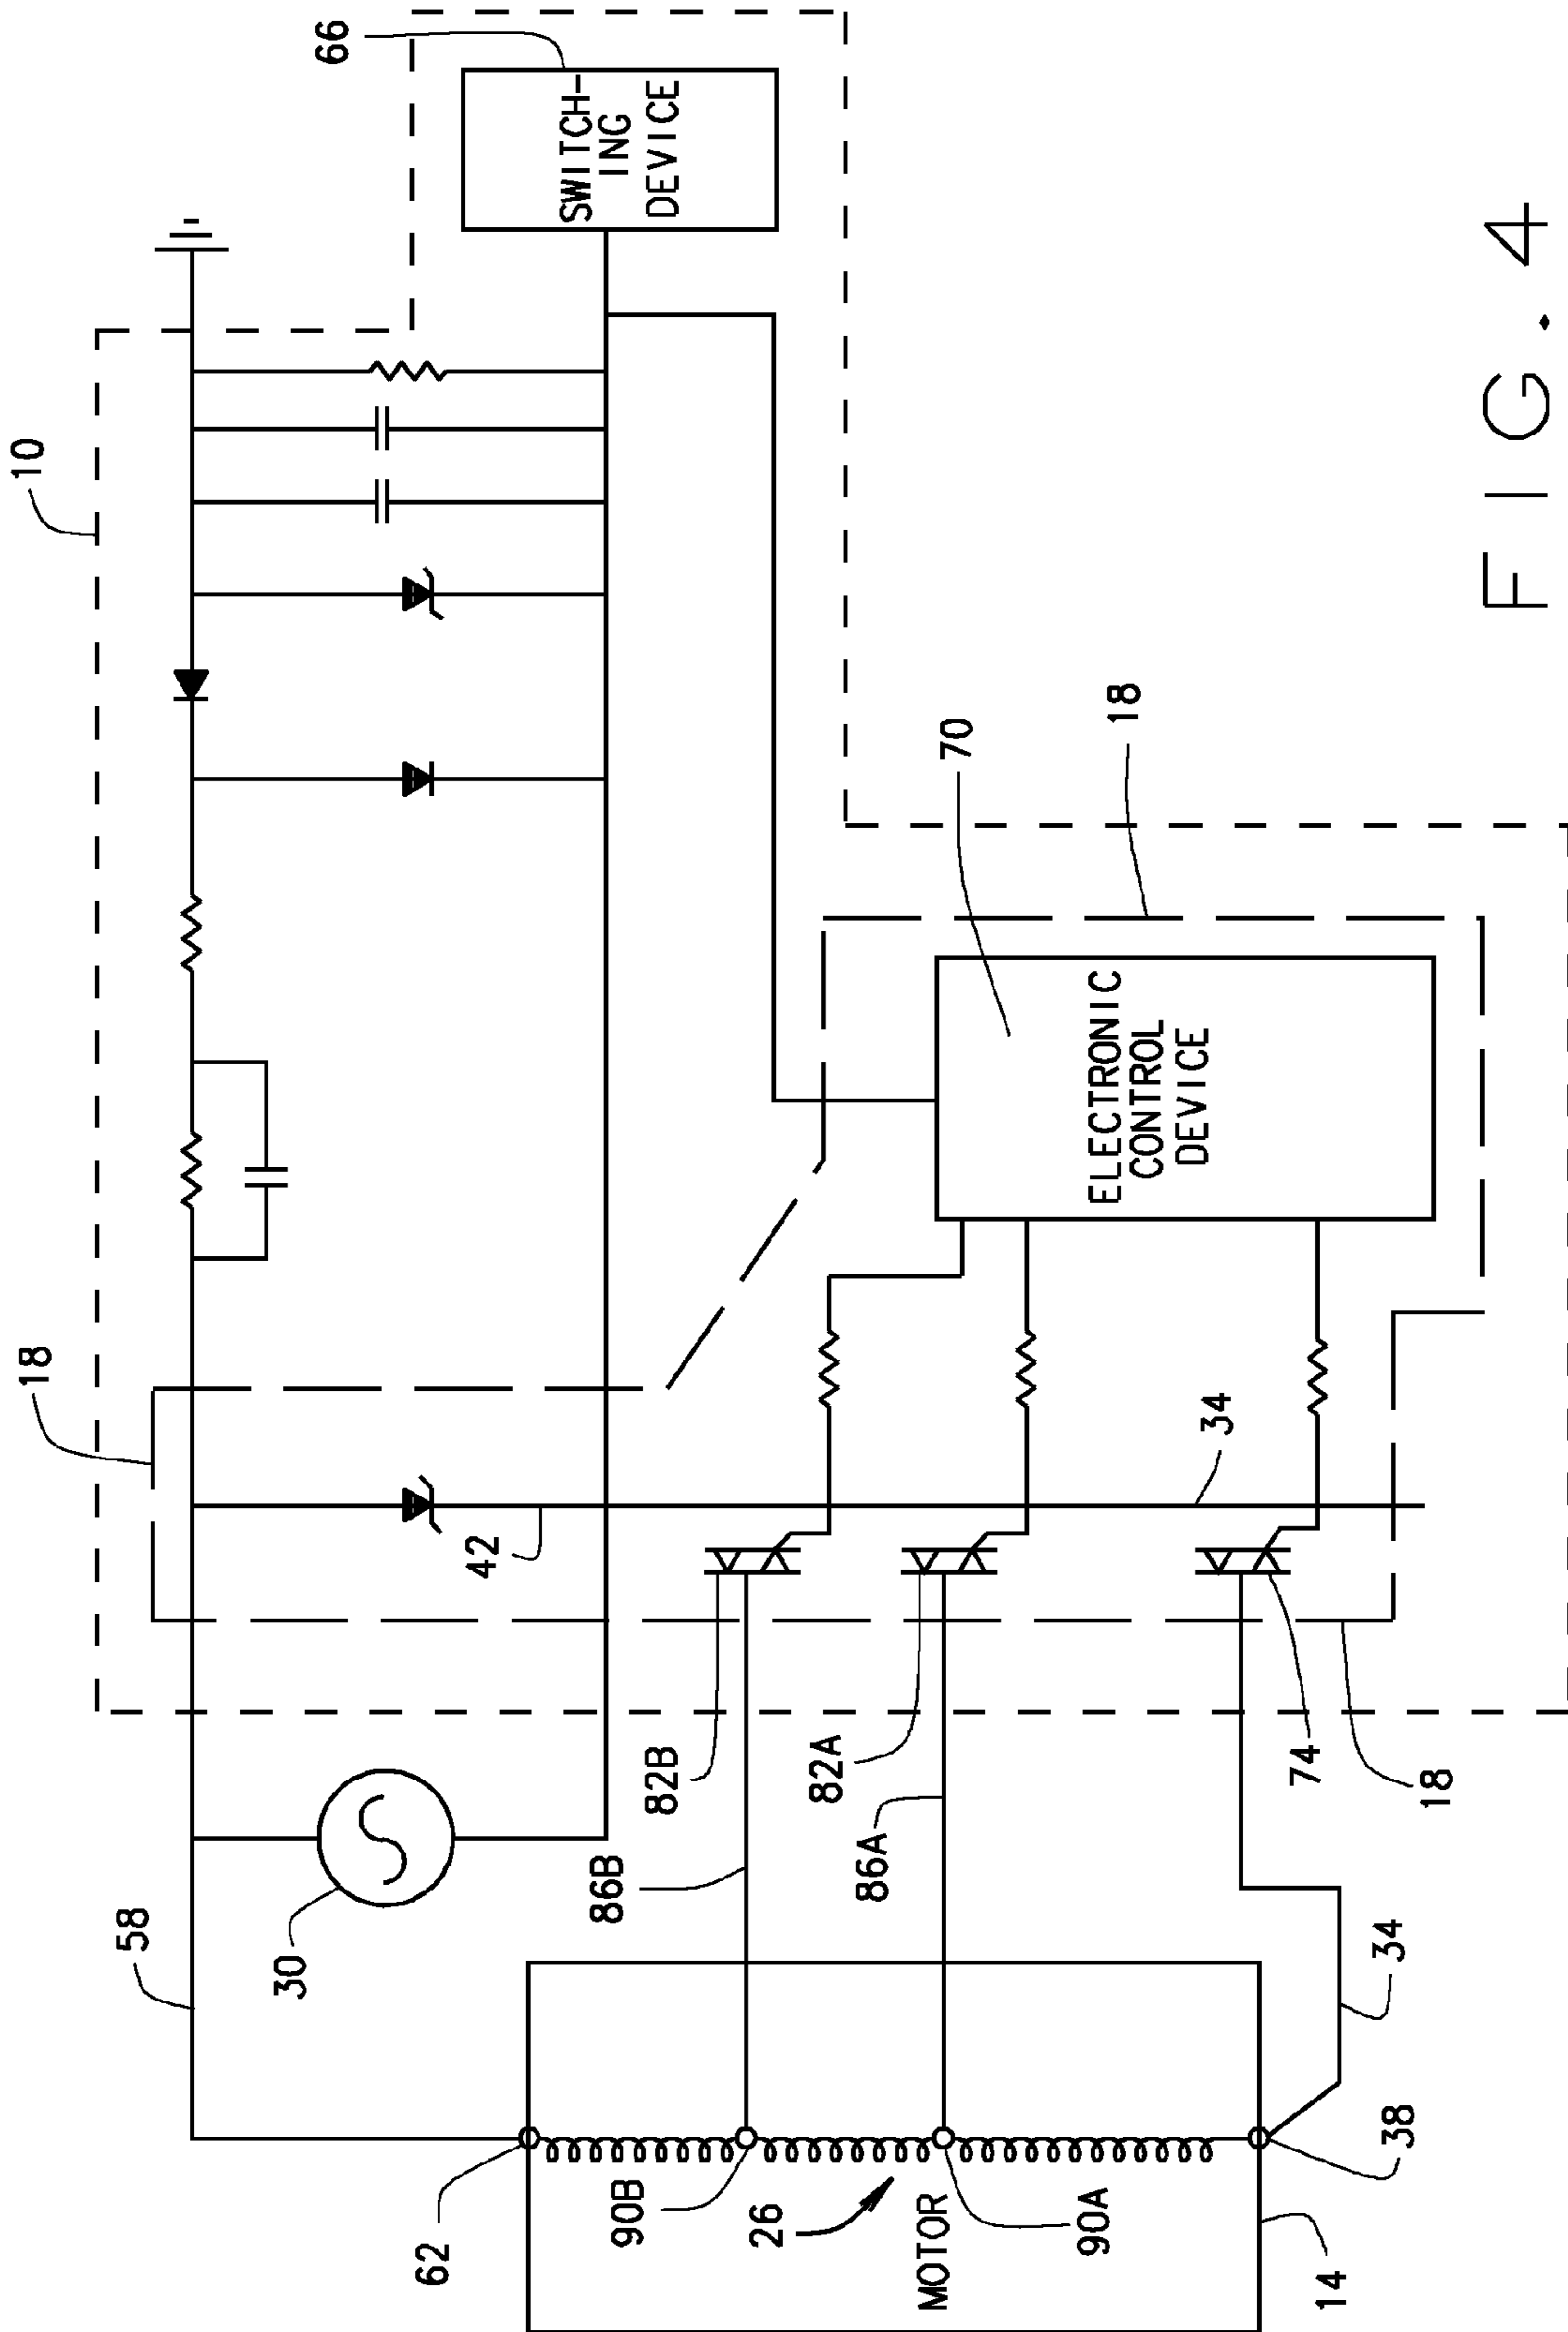 10
18
58
30
66
62
42
SWITCH-
ING
DEVICE
86B
90B
82B
26
82A
86A
MOTOR
70
90A
ELECTRONIC
CONTROL
DEVICE
18
34
74
14
34
38
18
FIG. 4